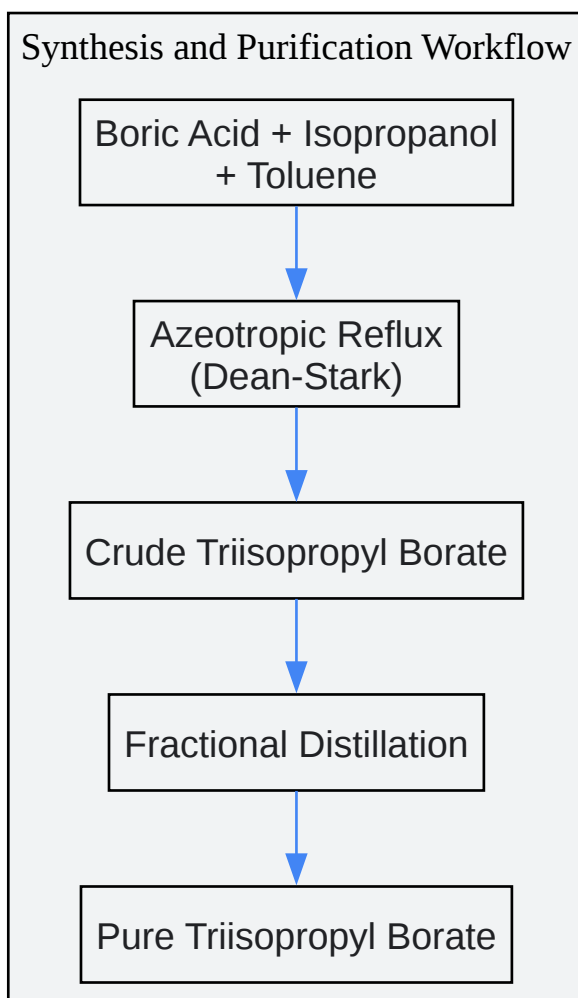 Synthesis and Purification Workflow
Boric Acid + Isopropanol
+ Toluene
Azeotropic Reflux
(Dean-Stark)
Crude Triisopropyl Borate
Fractional Distillation
Pure Triisopropyl Borate